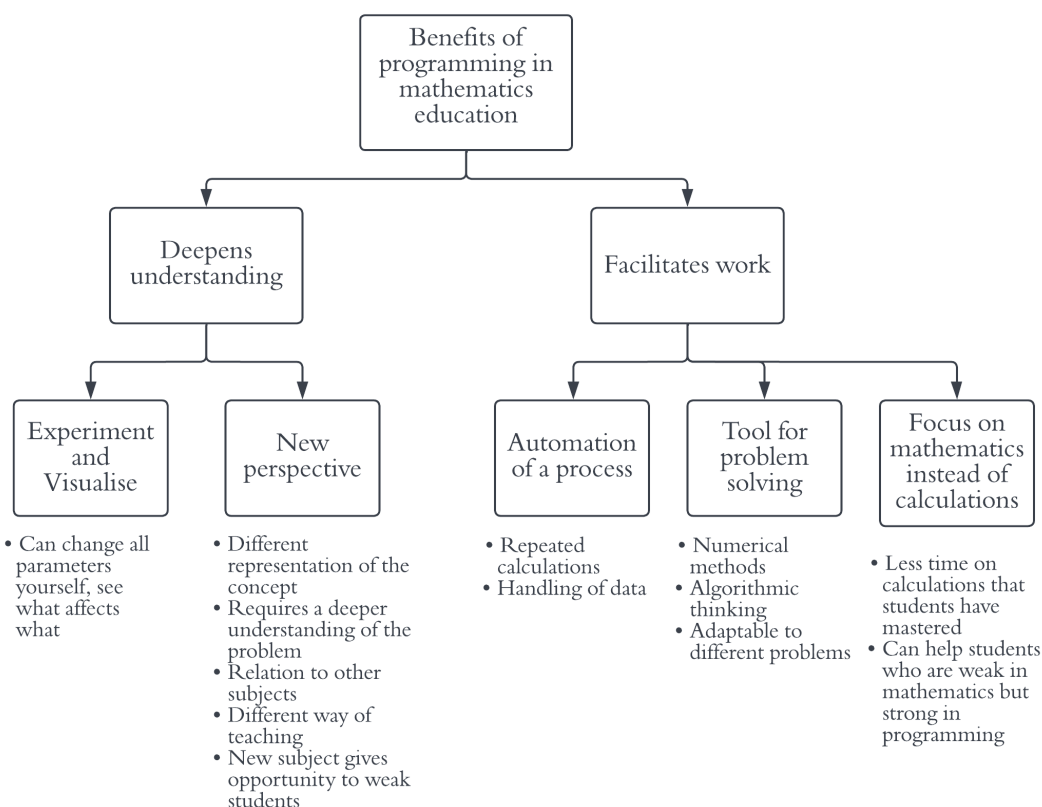 Benefits of
programming in
mathematics
education
Deepens
understanding
Facilitates work
Experiment
and
Visualise
New
perspective
Automation
of a process
Tool for
problem
solving
Focus on
mathematics
instead of
calculations
• Can change all
parameters
yourself, see
what affects
what
• Different
representation of the
concept
• Requires a deeper
understanding of the
problem
• Relation to other
subjects
• Different way of
teaching
• New subject gives
opportunity to weak
students
• Repeated
calculations
• Handling of data
• Numerical
methods
• Algorithmic
thinking
• Adaptable to
different problems
• Less time on
calculations that
students have
mastered
• Can help students
who are weak in
mathematics but
strong in
programming